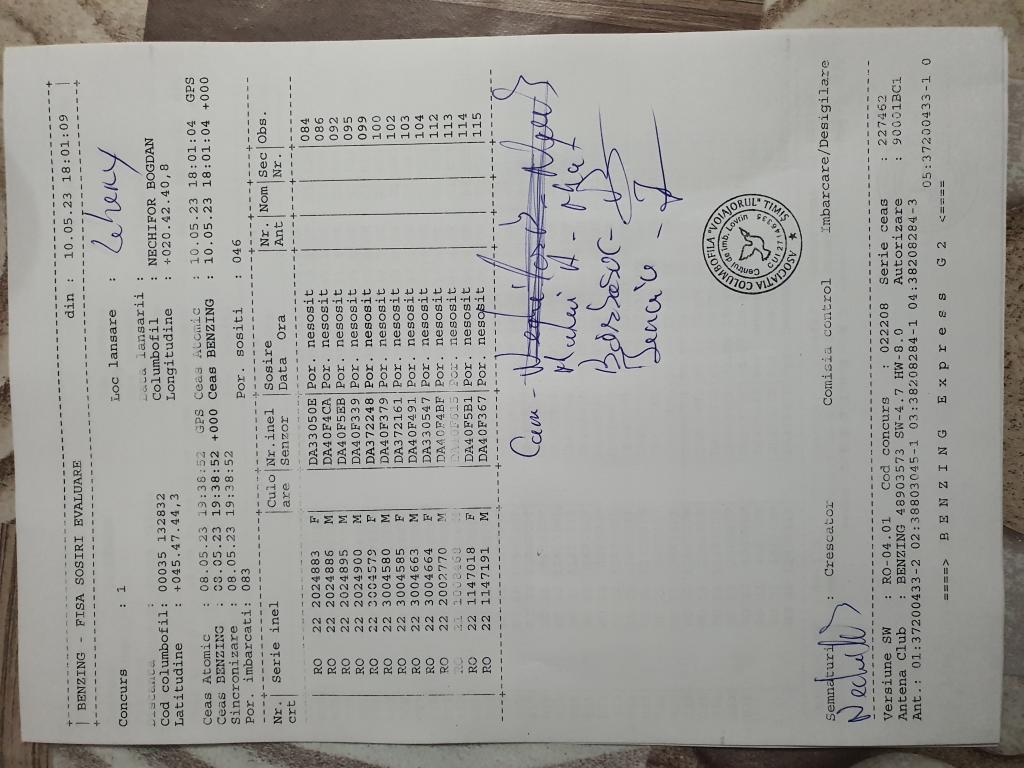 BENZING - FISA SOSIRI EVALUARE din : 10.05.23 18:01:09
Concurs : 1 Loc lansare :
Distanta : Data lansarii :
Cod columbofil: 00035 132832 Columbofil : NECHIFOR BOGDAN
Latitudine : +045.47.44,3 Longitudine : +020.42.40,8
Ceas Atomic : 08.05.23 19:38:52 GPS Ceas Atomic : 10.05.23 18:01:04 GPS
Ceas BENZING : 08.05.23 19:38:52 +000 Ceas BENZING : 10.05.23 18:01:04 +000
Sincronizare : 08.05.23 19:38:52
Por. imbarcati: 083 Por. sositi : 046
Nr. Serie inel Culo Nr.inel Sosire Nr. Nom Sec Obs.
crt are Senzor Data Ora Ant Nr.
RO 22 2024883 F DA33050E Por. nesosit 084
RO 22 2024886 M DA40F4CA Por. nesosit 086
RO 22 2024895 M DA40F5EB Por. nesosit 092
RO 22 2024900 M DA40F339 Por. nesosit 095
RO 22 3004579 F DA372248 Por. nesosit 099
RO 22 3004580 M DA40F379 Por. nesosit 100
RO 22 3004585 F DA372161 Por. nesosit 102
RO 22 3004663 M DA40F491 Por. nesosit 103
RO 22 3004664 F DA330547 Por. nesosit 104
RO 22 2002770 M DA40F4BF Por. nesosit 112
RO Por. nesosit 113
RO 22 1147018 F DA40F5B1 Por. nesosit 114
RO 22 1147191 M DA40F367 Por. nesosit 115
ASOCIATIA COLUMBOFILA "VOIAJORUL" TIMIS
Centrul de Imb. Lovrin
Semnaturi : Crescator Comisia control Imbarcare/Desigilare
Versiune SW : RO-04.01 Cod concurs : 022208 Serie ceas : 227462
Antena Club : BENZING 48903573 SW-4.7 HW-8.0 Autorizare : 90001BC1
Ant.: 01:37200433-2 02:38803045-1 03:38208284-1 04:38208284-3 05:37200433-1 0
====> B E N Z I N G E x p r e s s G 2 <====